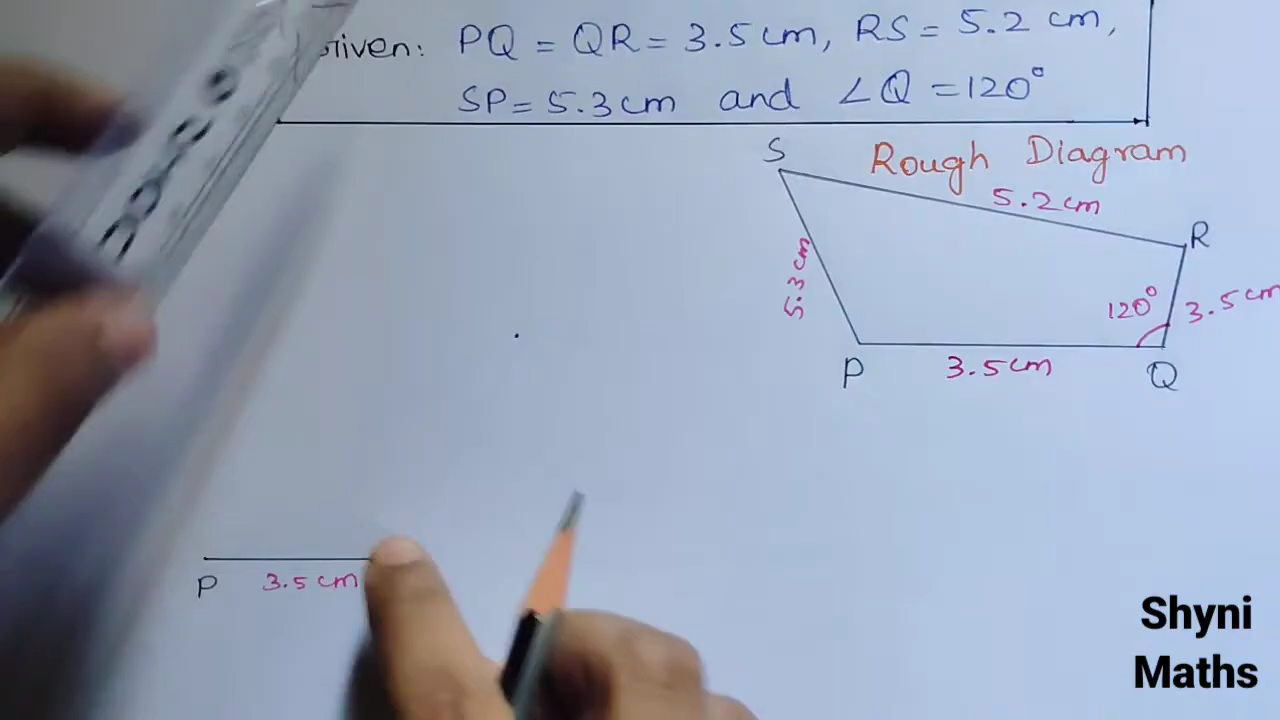 Given: PQ = QR = 3.5 cm, RS = 5.2 cm,
SP = 5.3 cm and ∠Q = 120°
S
Rough Diagram
5.2 cm
R
5.3 cm
120°
3.5 cm
P
3.5 cm
Q
P
3.5 cm
Shyni
Maths